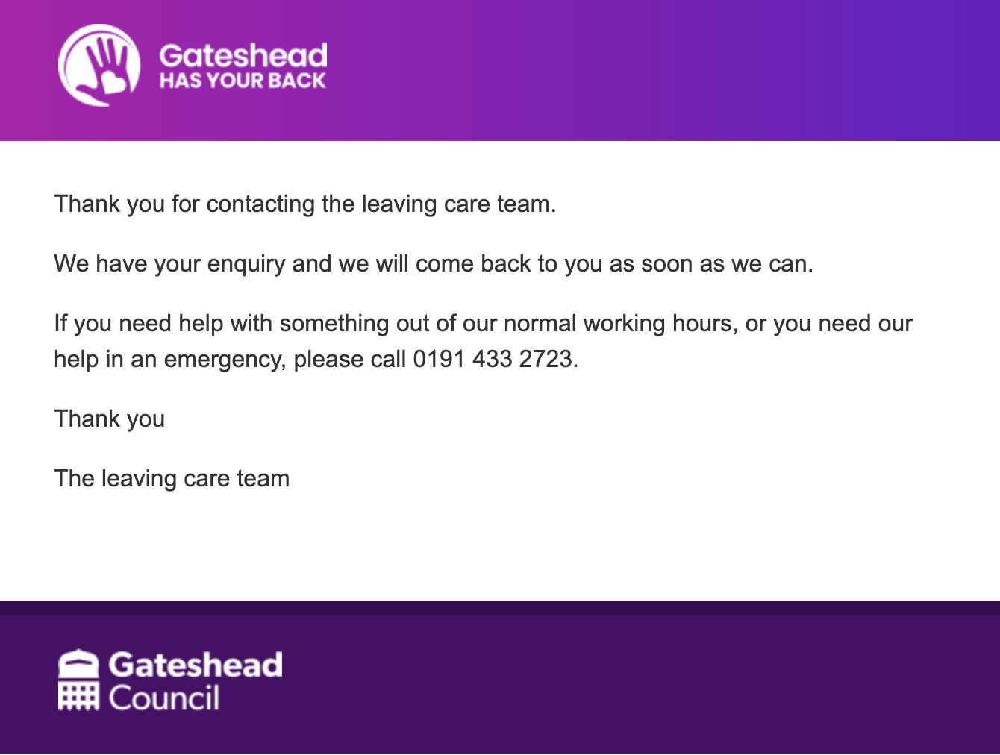 Gateshead
HAS YOUR BACK
Thank you for contacting the leaving care team.
We have your enquiry and we will come back to you as soon as we can.
If you need help with something out of our normal working hours, or you need our
help in an emergency, please call 0191 433 2723.
Thank you
The leaving care team
Gateshead
Council